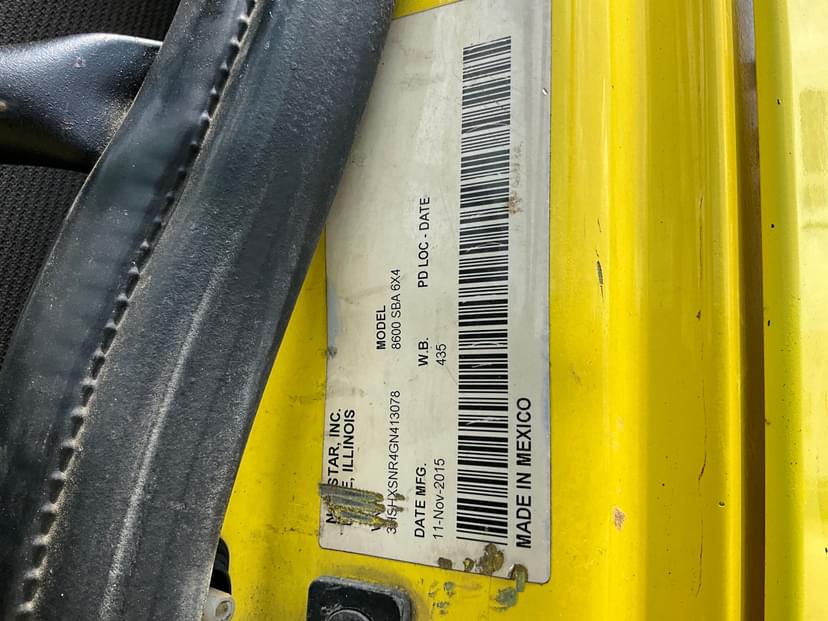 STAR, INC.
, ILLINOIS
MODEL
8600 SBA 6X4
HSHXSNR4GN413078
DATE MFG.
W.B.
PD LOC - DATE
11-Nov-2015
435
MADE IN MEXICO